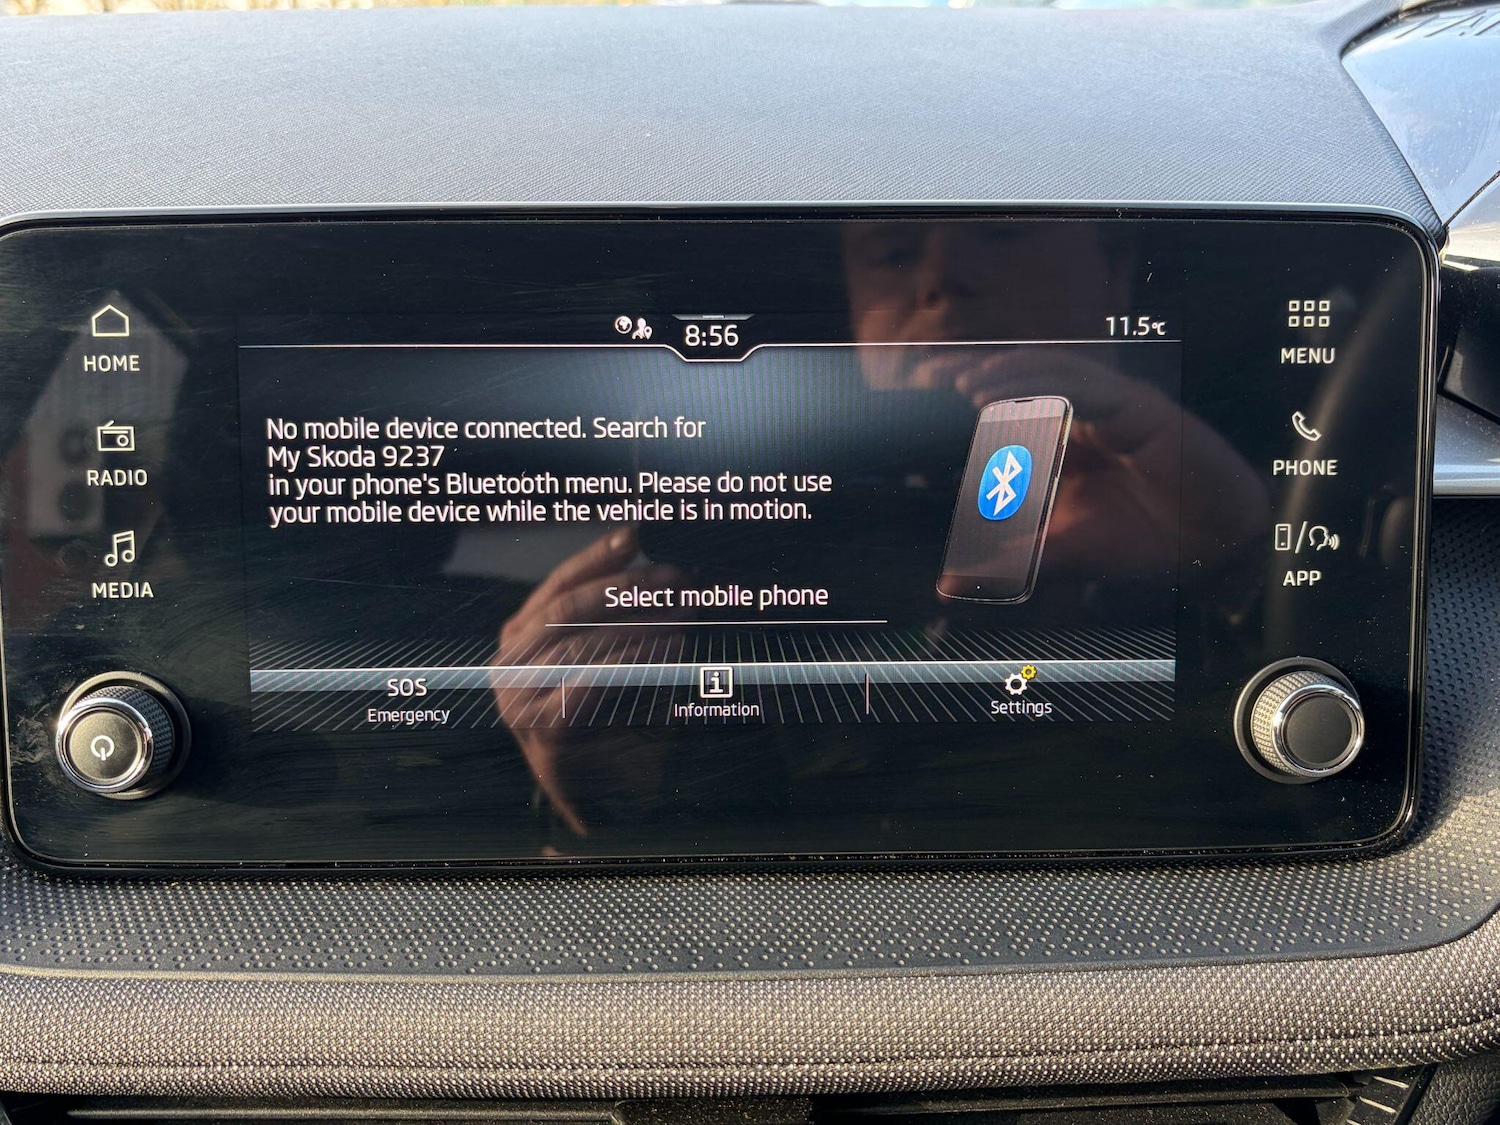 8:56
11.5°C
HOME
RADIO
MEDIA
No mobile device connected. Search for
My Skoda 9237
in your phone's Bluetooth menu. Please do not use
your mobile device while the vehicle is in motion.
Select mobile phone
SOS
Emergency
i
Information
Settings
MENU
PHONE
APP